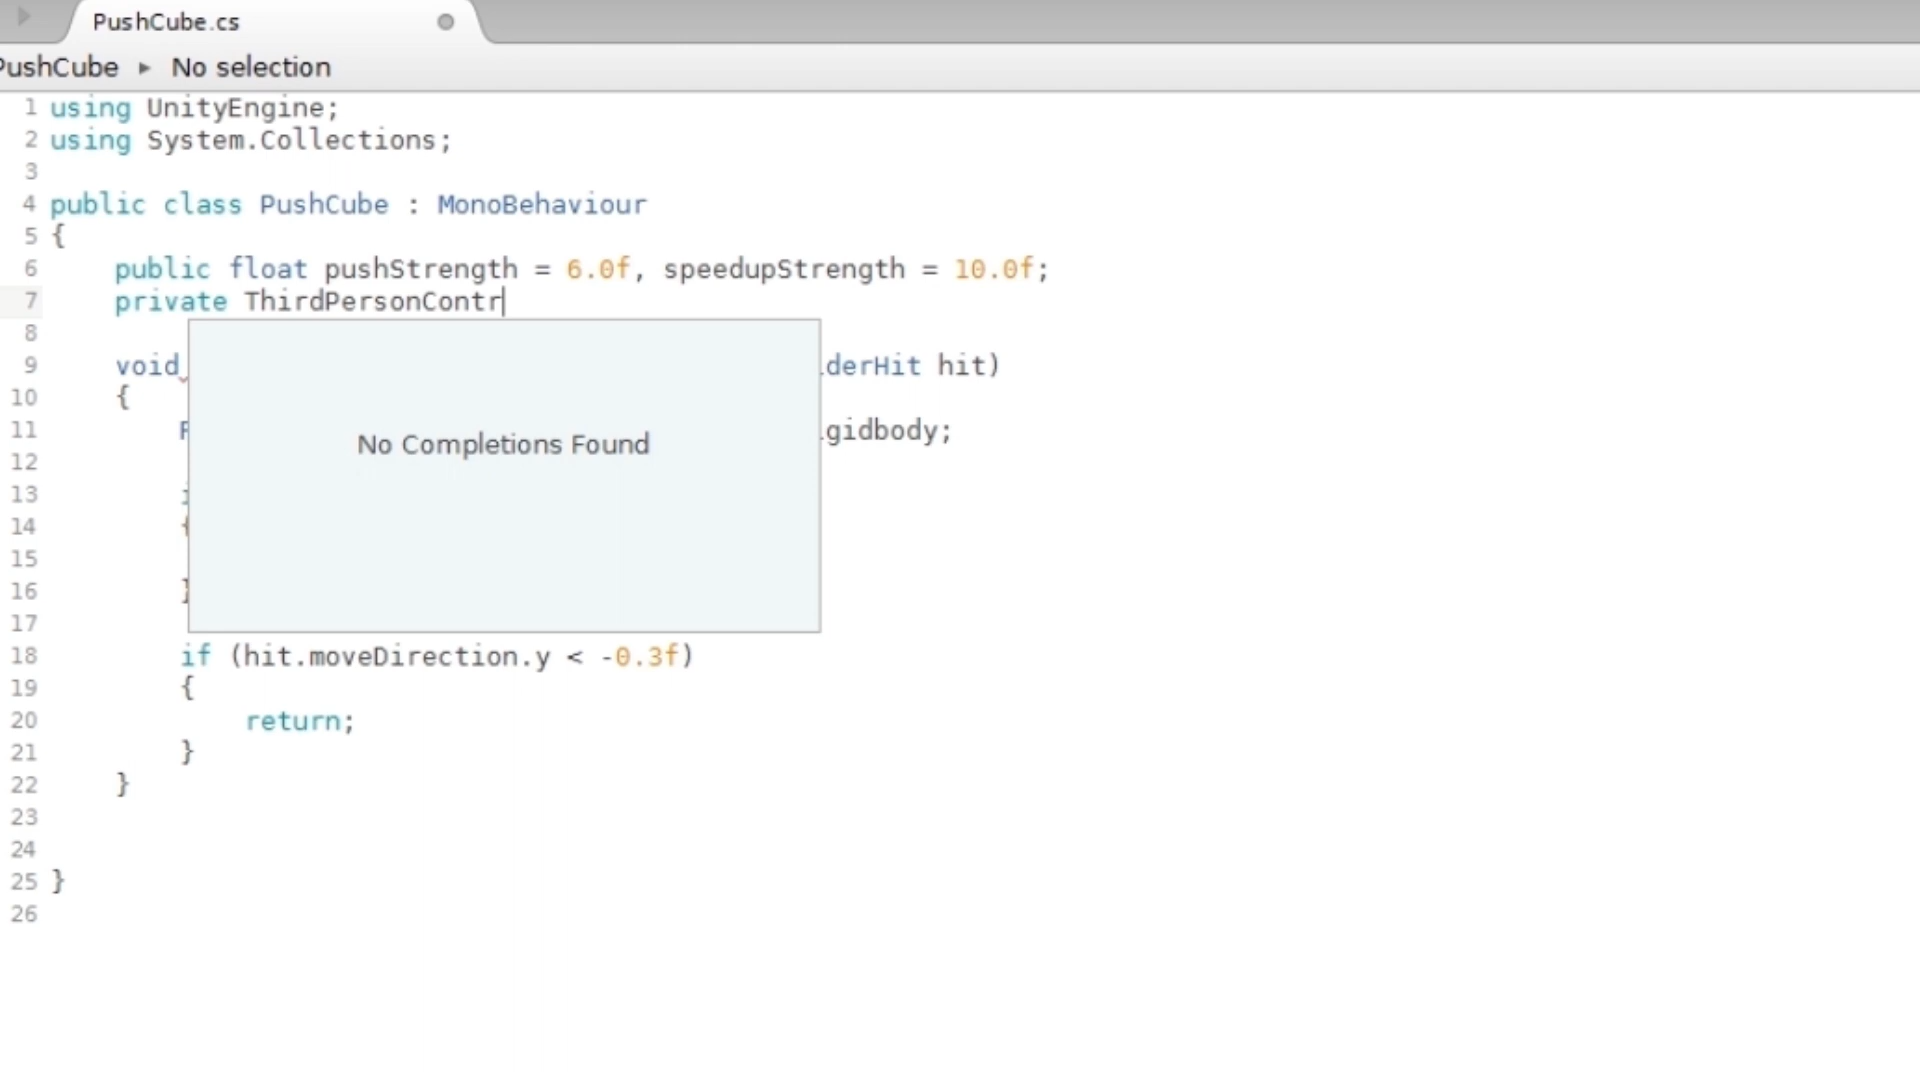 PushCube.cs
PushCube ▸ No selection
1 using UnityEngine;
2 using System.Collections;
3
4 public class PushCube : MonoBehaviour
5 {
6 public float pushStrength = 6.0f, speedupStrength = 10.0f;
7 private ThirdPersonContr
8
9 void derHit hit)
10 {
11 gidbody;
12
No Completions Found
13
14 {
15
16 }
17
18 if (hit.moveDirection.y < -0.3f)
19 {
20 return;
21 }
22 }
23
24
25 }
26